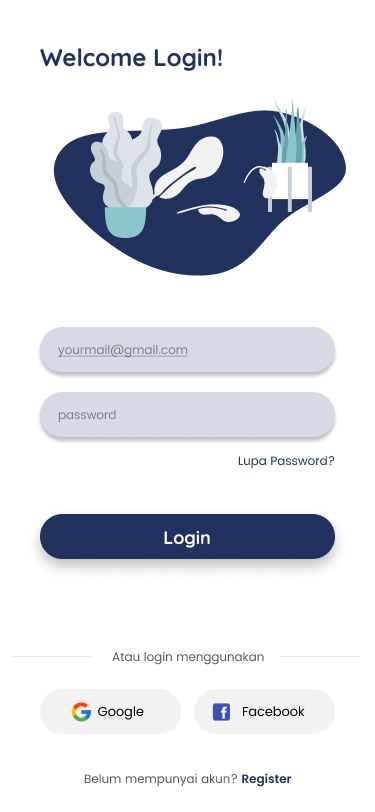 Welcome Login!
yourmail@gmail.com
password
Lupa Password?
Login
Atau login menggunakan
Google
Facebook
Belum mempunyai akun? Register